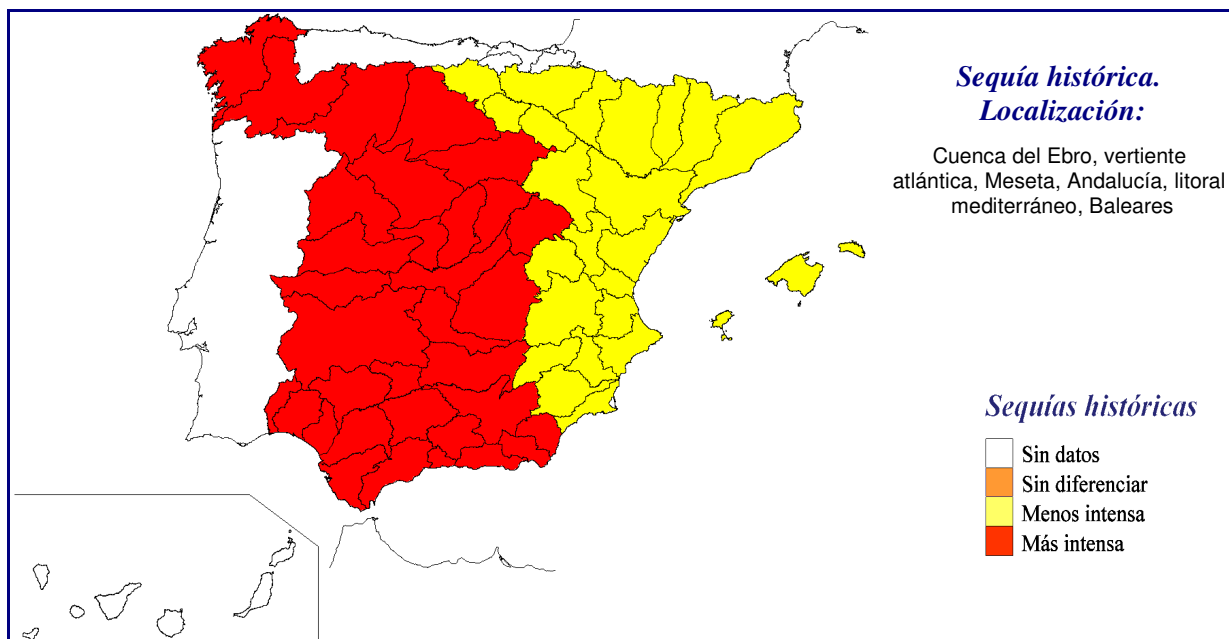 Sequía histórica.
Localización:
Cuenca del Ebro, vertiente
atlántica, Meseta, Andalucía, litoral
mediterráneo, Baleares
Sequías históricas
Sin datos
Sin diferenciar
Menos intensa
Más intensa